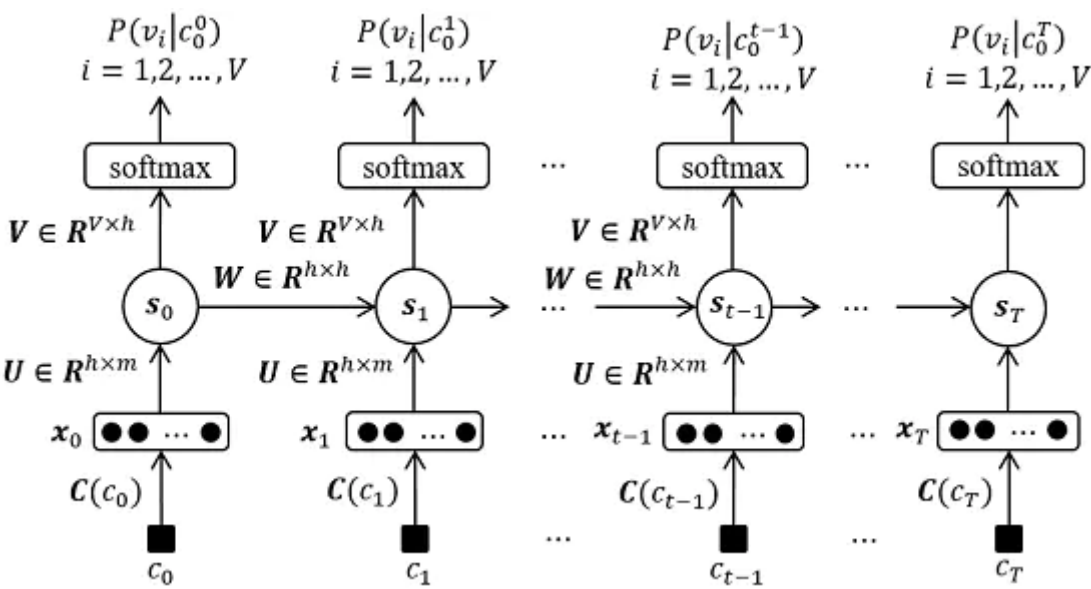 P(v_i|c_0^0) P(v_i|c_0^1) P(v_i|c_0^{t−1}) P(v_i|c_0^T)
i = 1,2, …, V i = 1,2, …, V i = 1,2, …, V i = 1,2, …, V
softmax softmax … softmax … softmax
V ∈ R^{V×h} V ∈ R^{V×h} V ∈ R^{V×h}
W ∈ R^{h×h} W ∈ R^{h×h}
s_0 s_1 … s_{t−1} … s_T
U ∈ R^{h×m} U ∈ R^{h×m} U ∈ R^{h×m}
x_0 … x_1 … … x_{t−1} … … x_T …
C(c_0) C(c_1) C(c_{t−1}) C(c_T)
… …
c_0 c_1 c_{t−1} c_T